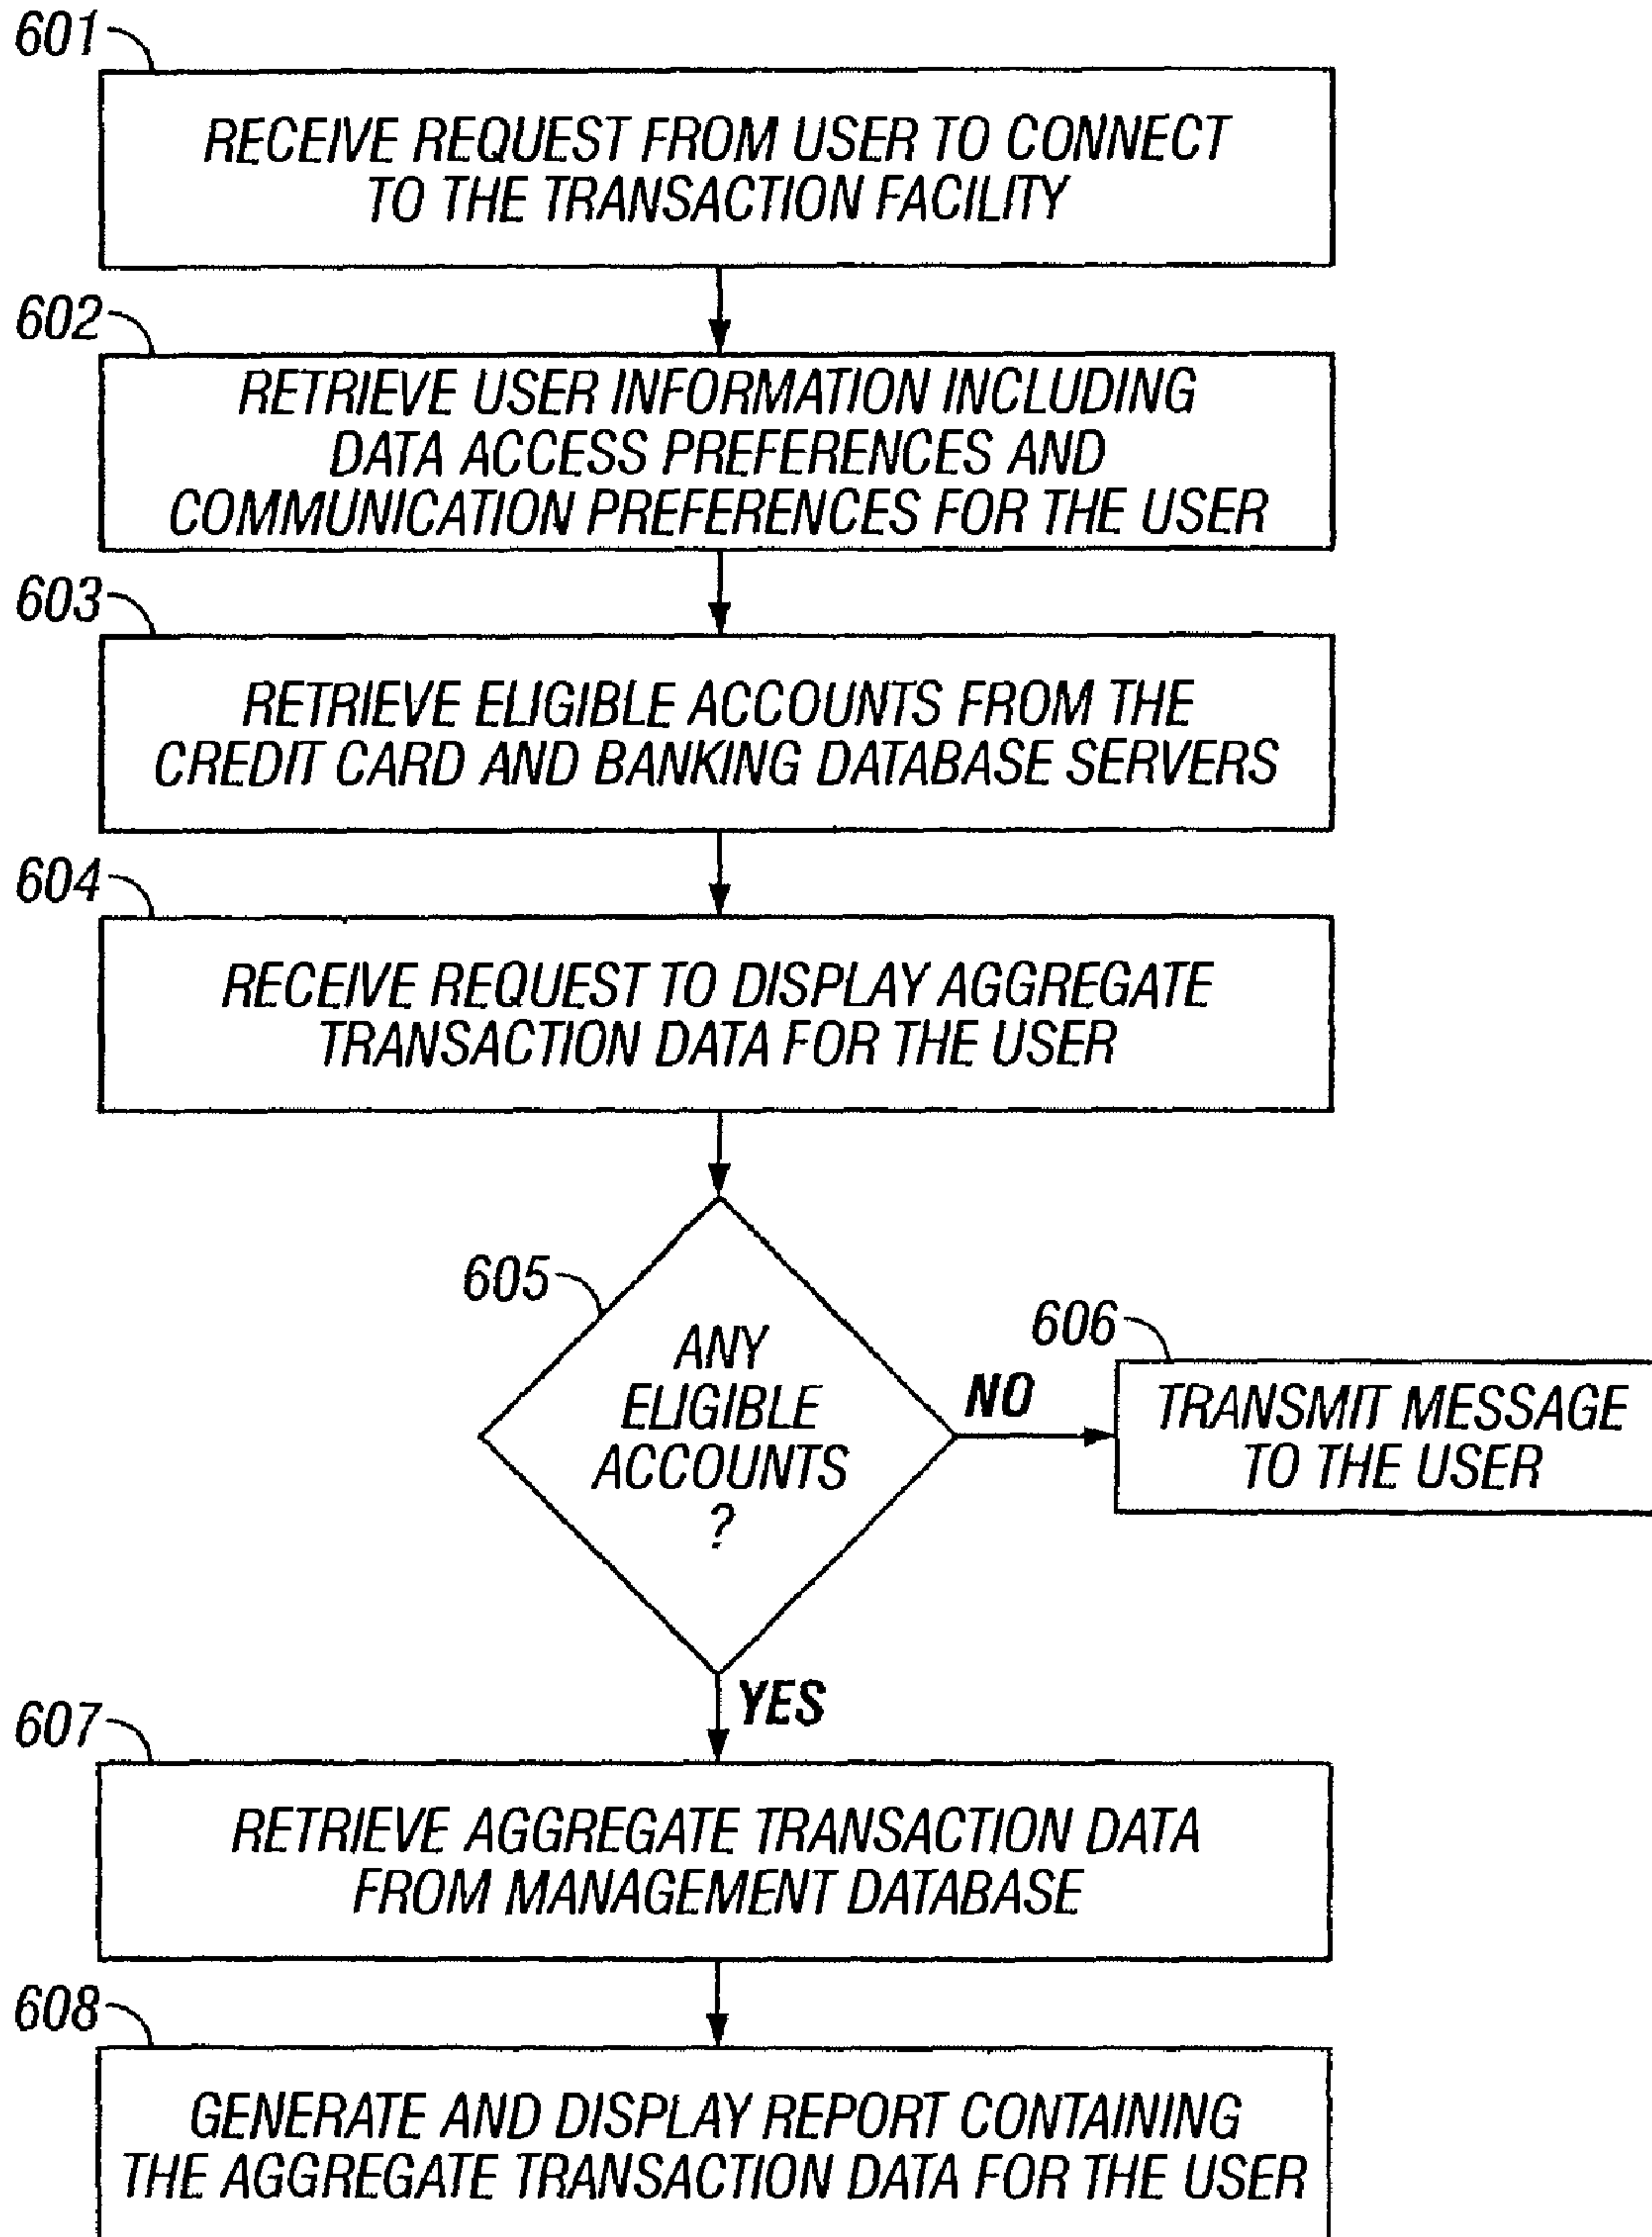 601
RECEIVE REQUEST FROM USER TO CONNECT
TO THE TRANSACTION FACILITY
602
RETRIEVE USER INFORMATION INCLUDING
DATA ACCESS PREFERENCES AND
COMMUNICATION PREFERENCES FOR THE USER
603
RETRIEVE ELIGIBLE ACCOUNTS FROM THE
CREDIT CARD AND BANKING DATABASE SERVERS
604
RECEIVE REQUEST TO DISPLAY AGGREGATE
TRANSACTION DATA FOR THE USER
605
ANY
ELIGIBLE
ACCOUNTS
?
NO
606
TRANSMIT MESSAGE
TO THE USER
YES
607
RETRIEVE AGGREGATE TRANSACTION DATA
FROM MANAGEMENT DATABASE
608
GENERATE AND DISPLAY REPORT CONTAINING
THE AGGREGATE TRANSACTION DATA FOR THE USER